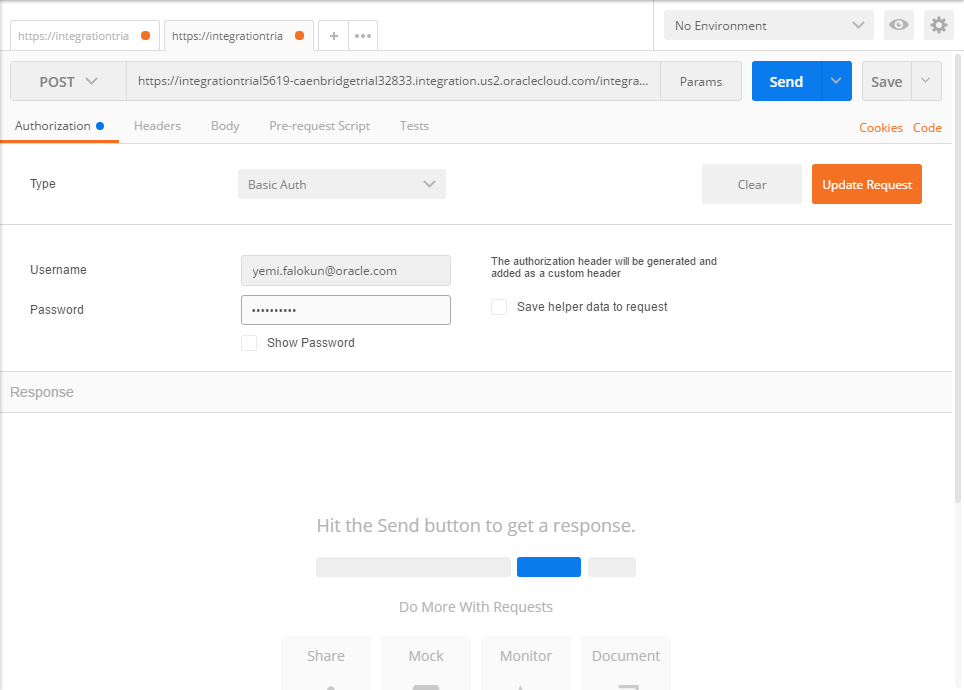 https://integrationtria https://integrationtria + ••• No Environment
POST https://integrationtrial5619-caenbridgetrial32833.integration.us2.oraclecloud.com/integra... Params Send Save
Authorization Headers Body Pre-request Script Tests Cookies Code
Type Basic Auth Clear Update Request
Username yemi.falokun@oracle.com The authorization header will be generated and
added as a custom header
Password •••••••••• Save helper data to request
Show Password
Response
Hit the Send button to get a response.
Do More With Requests
Share Mock Monitor Document